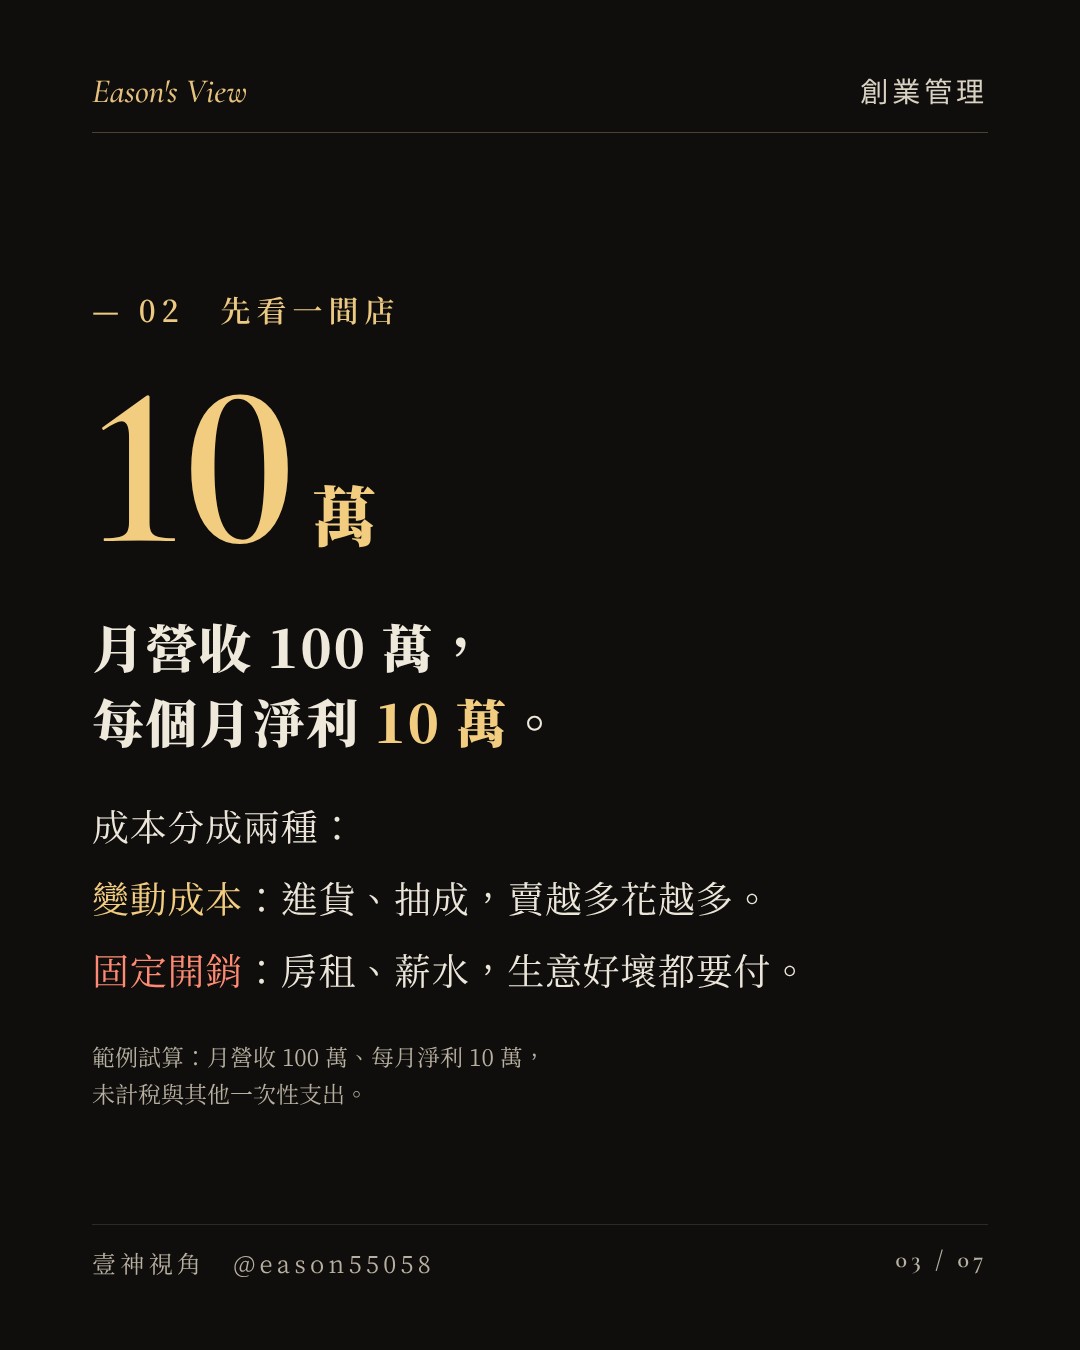 Eason's View
創業管理
— 02　先看一間店
10 萬
月營收 100 萬，
每個月淨利 10 萬。
成本分成兩種：
變動成本：進貨、抽成，賣越多花越多。
固定開銷：房租、薪水，生意好壞都要付。
範例試算：月營收 100 萬、每月淨利 10 萬，
未計稅與其他一次性支出。
壹神視角　@eason55058
03 / 07